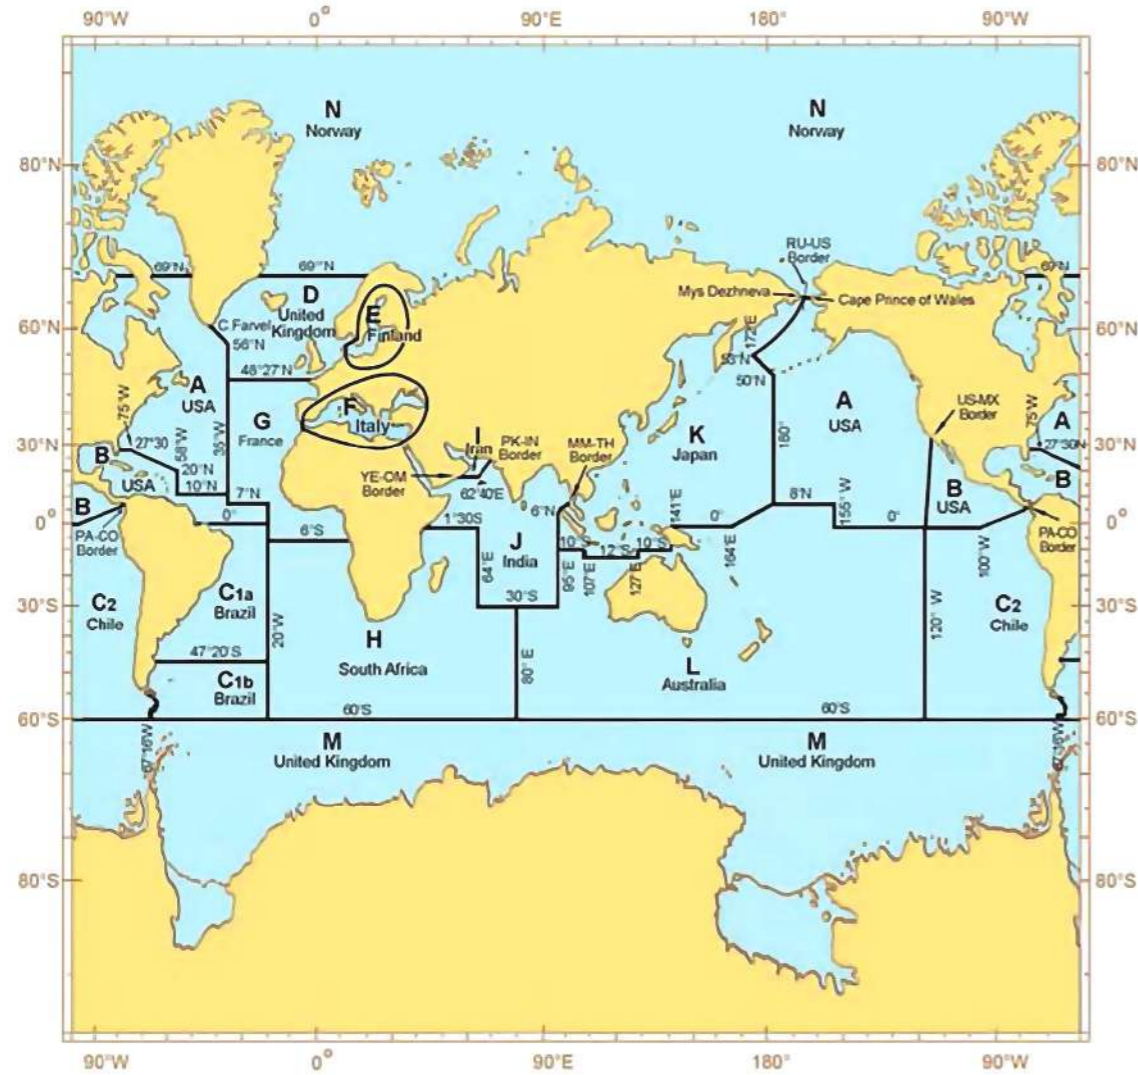 90°W
0°
90°E
180°
90°W
N
Norway
N
Norway
80°N
80°N
RU-US
Border
69°N
69°N
69°N
Mys Dezhneva
Cape Prince of Wales
D
United
Kingdom
E
Finland
60°N
60°N
C.Farvel
56°N
172°E
53°N
50°N
48°27'N
A
USA
75°W
58°W
35°W
G
France
F
Italy
A
USA
US-MX
Border
75°W
A
27°30N
30°N
30°N
27°30
B
20°N
USA
10°N
I
Iran
PK-IN
Border
MM-TH
Border
K
Japan
180°
YE-OM
Border
62°40'E
B
USA
B
B
7°N
6°N
8°N
155° W
141°E
0°
0°
0°
0°
0°
PA-CO
Border
6°S
1°30S
164°E
100°W
PA-CO
Border
J
India
64°E
10°S
12°S
10°S
95°E
107°E
127°E
30°S
30°S
30°S
C2
Chile
C1a
Brazil
20°W
120° W
C2
Chile
H
South Africa
80° E
L
Australia
47°20'S
C1b
Brazil
60°S
60°S
60°S
60°S
67°16W
67°16W
M
United Kingdom
M
United Kingdom
80°S
80°S
90°W
0°
90°E
180°
90°W